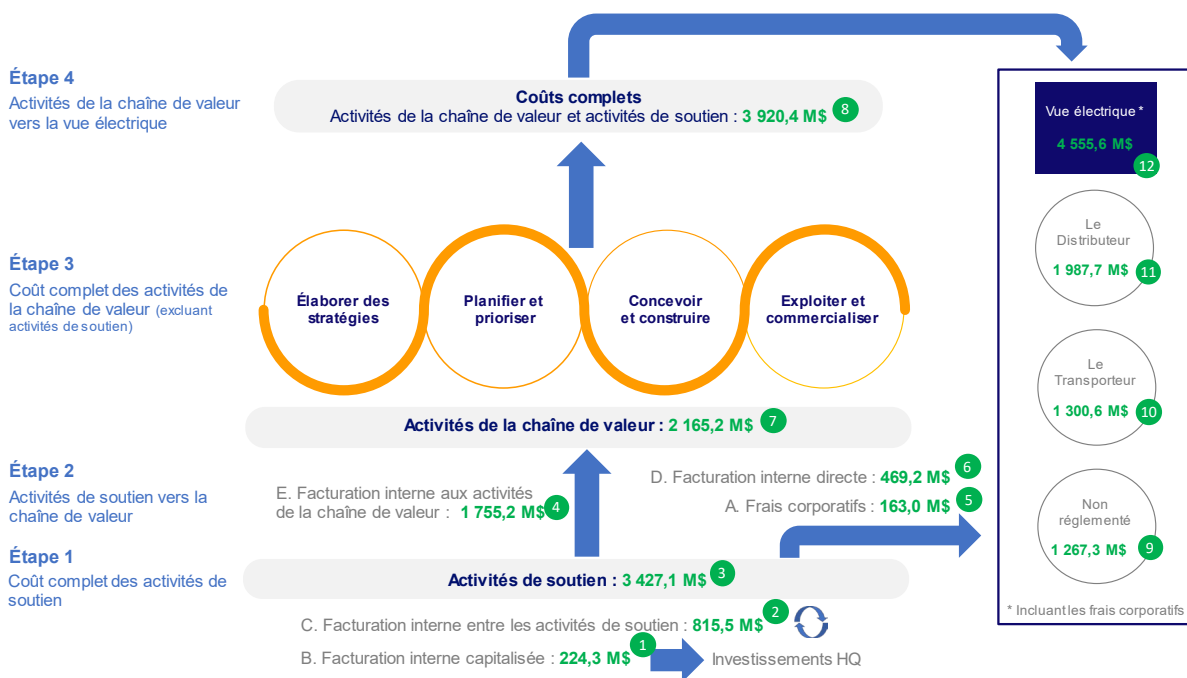 Étape 4
Activités de la chaîne de valeur
vers la vue électrique
Coûts complets
Activités de la chaîne de valeur et activités de soutien : 3 920,4 M$ 8
Vue électrique *
4 555,6 M$
12
Le
Distributeur
1 987,7 M$ 11
Étape 3
Coût complet des activités de
la chaîne de valeur (excluant
activités de soutien)
Élaborer des
stratégies
Planifier et
prioriser
Concevoir
et construire
Exploiter et
commercialiser
Le
Transporteur
1 300,6 M$ 10
Activités de la chaîne de valeur : 2 165,2 M$ 7
Étape 2
Activités de soutien vers la
chaîne de valeur
E. Facturation interne aux activités
de la chaîne de valeur : 1 755,2 M$ 4
D. Facturation interne directe : 469,2 M$ 6
A. Frais corporatifs : 163,0 M$ 5
Non
réglementé
1 267,3 M$ 9
Étape 1
Coût complet des activités de
soutien
Activités de soutien : 3 427,1 M$ 3
* Incluant les frais corporatifs
C. Facturation interne entre les activités de soutien : 815,5 M$ 2
B. Facturation interne capitalisée : 224,3 M$ 1
Investissements HQ